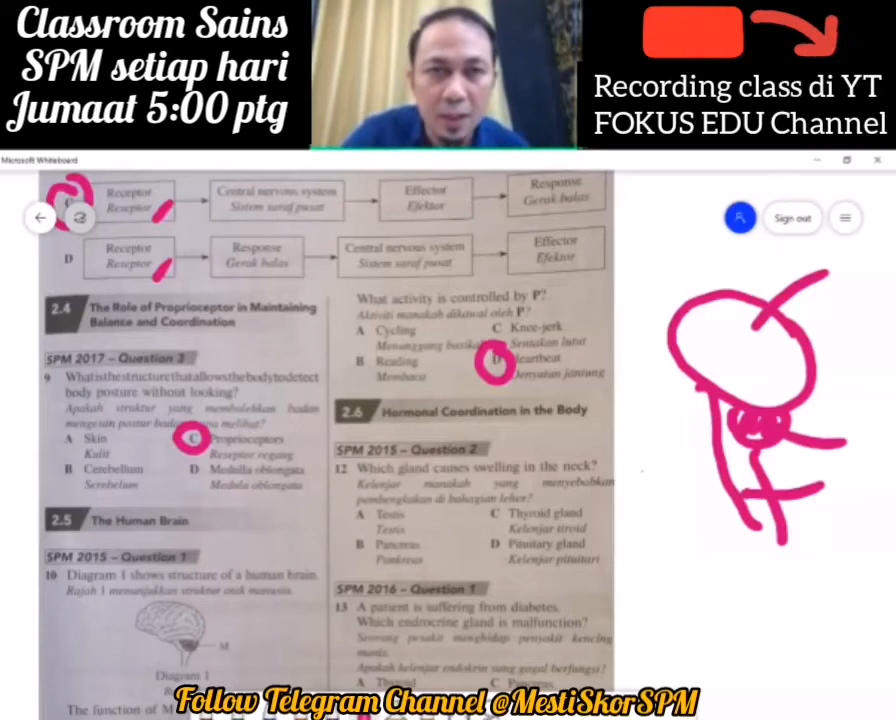 Classroom Sains
SPM setiap hari
Jumaat 5:00 ptg
Recording class di YT
FOKUS EDU Channel
Microsoft Whiteboard
Sign out
C
Receptor
Reseptor
Central nervous system
Sistem saraf pusat
Effector
Efektor
Response
Gerak balas
D
Receptor
Reseptor
Response
Gerak balas
Central nervous system
Sistem saraf pusat
Effector
Efektor
2.4 The Role of Proprioceptor in Maintaining
Balance and Coordination
SPM 2017 – Question 3
9 What is the structure that allows the body to detect
body posture without looking?
Apakah struktur yang membolehkan badan
mengesan postur badan melihat?
A Skin
Kulit
B Cerebellum
Serebelum
C Proprioceptors
Reseptor regang
D Medulla oblongata
Medula oblongata
2.5 The Human Brain
SPM 2015 – Question 1
10 Diagram 1 shows structure of a human brain.
Rajah 1 menunjukkan struktur otak manusia.
M
Diagram 1
The function of M
What activity is controlled by P?
Aktiviti manakah dikawal oleh P?
A Cycling
Menunggang
B Reading
Membaca
C Knee-jerk
Sentakan lutut
D Heartbeat
Denyutan jantung
2.6 Hormonal Coordination in the Body
SPM 2015 – Question 2
12 Which gland causes swelling in the neck?
Kelenjar manakah yang menyebabkan
pembengkakan di bahagian leher?
A Testis
Testis
B Pancreas
Pankreas
C Thyroid gland
Kelenjar tiroid
D Pituitary gland
Kelenjar pituitari
SPM 2016 – Question 1
13 A patient is suffering from diabetes.
Which endrocrine gland is malfunction?
Seorang pesakit menghidap penyakit kencing
manis.
Apakah kelenjar endokrin yang gagal berfungsi?
A Thyroid
C Pancreas
Follow Telegram Channel @MestiSkorSPM